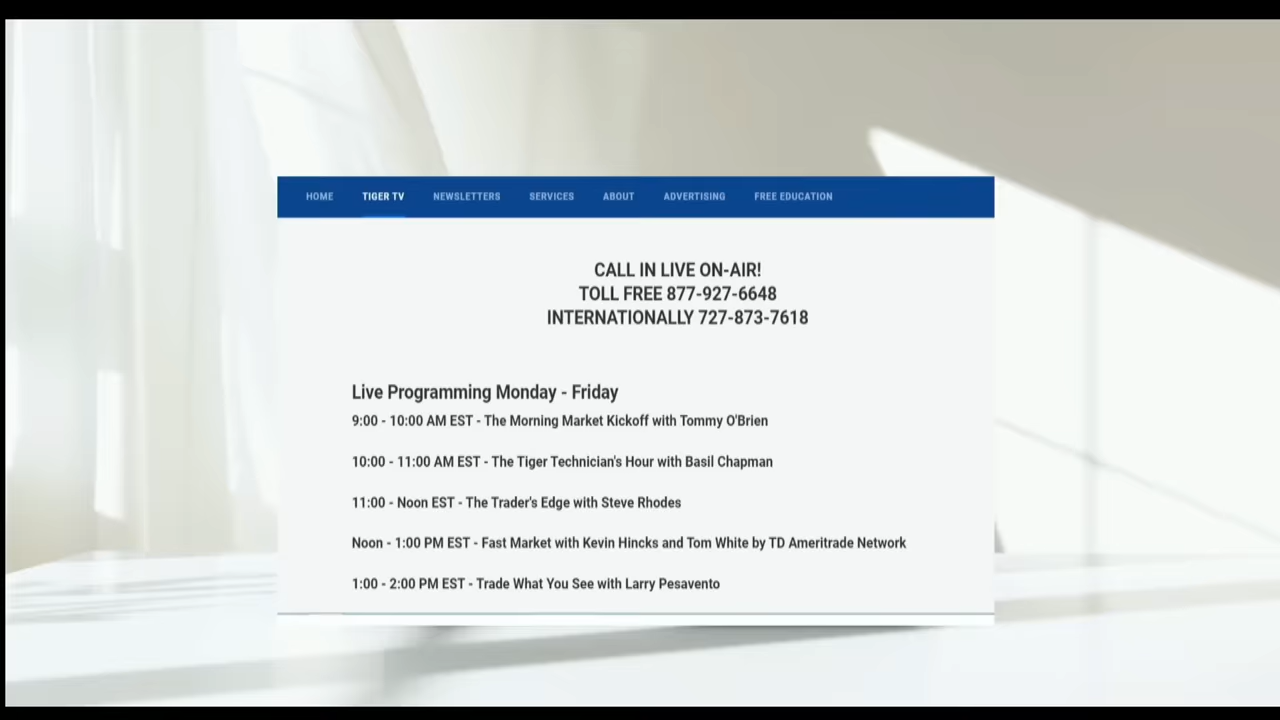 HOME TIGER TV NEWSLETTERS SERVICES ABOUT ADVERTISING FREE EDUCATION
CALL IN LIVE ON-AIR!
TOLL FREE 877-927-6648
INTERNATIONALLY 727-873-7618
Live Programming Monday - Friday
9:00 - 10:00 AM EST - The Morning Market Kickoff with Tommy O'Brien
10:00 - 11:00 AM EST - The Tiger Technician's Hour with Basil Chapman
11:00 - Noon EST - The Trader's Edge with Steve Rhodes
Noon - 1:00 PM EST - Fast Market with Kevin Hincks and Tom White by TD Ameritrade Network
1:00 - 2:00 PM EST - Trade What You See with Larry Pesavento